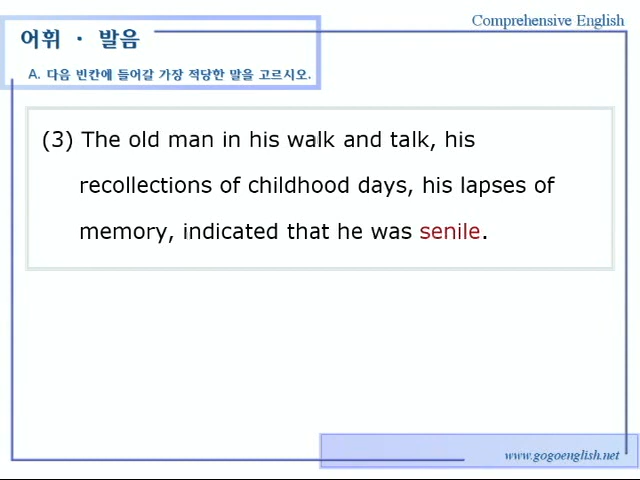 Comprehensive English
어휘 · 발음
A. 다음 빈칸에 들어갈 가장 적당한 말을 고르시오.
(3) The old man in his walk and talk, his
recollections of childhood days, his lapses of
memory, indicated that he was senile.
www.gogoenglish.net